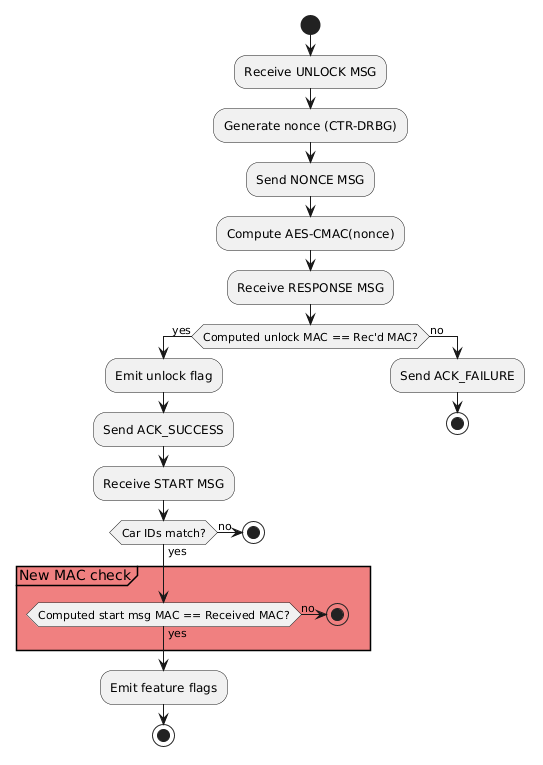 Receive UNLOCK MSG
Generate nonce (CTR-DRBG)
Send NONCE MSG
Compute AES-CMAC(nonce)
Receive RESPONSE MSG
yes
Computed unlock MAC == Rec'd MAC?
no
Emit unlock flag
Send ACK_FAILURE
Send ACK_SUCCESS
Receive START MSG
Car IDs match?
no
yes
New MAC check
Computed start msg MAC == Received MAC?
no
yes
Emit feature flags